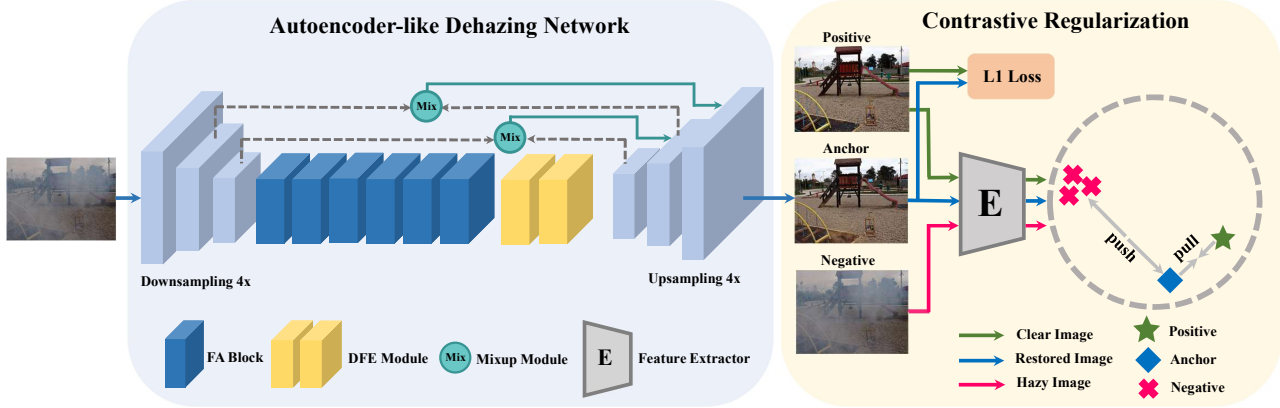 Autoencoder-like Dehazing Network
Contrastive Regularization
Positive
L1 Loss
Mix
Mix
Anchor
E
push
pull
Negative
Downsampling 4x
Upsampling 4x
FA Block
DFE Module
Mix
Mixup Module
E
Feature Extractor
Clear Image
Restored Image
Hazy Image
Positive
Anchor
Negative